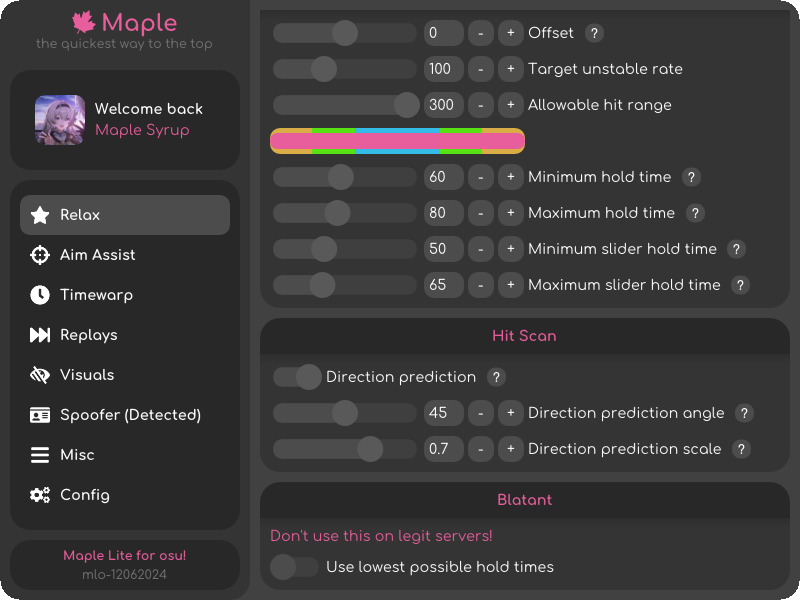 Maple
the quickest way to the top
Welcome back
Maple Syrup
Relax
Aim Assist
Timewarp
Replays
Visuals
Spoofer (Detected)
Misc
Config
Maple Lite for osu!
mlo-12062024
0 - + Offset ?
100 - + Target unstable rate
300 - + Allowable hit range
60 - + Minimum hold time ?
80 - + Maximum hold time ?
50 - + Minimum slider hold time ?
65 - + Maximum slider hold time ?
Hit Scan
Direction prediction ?
45 - + Direction prediction angle ?
0.7 - + Direction prediction scale ?
Blatant
Don't use this on legit servers!
Use lowest possible hold times